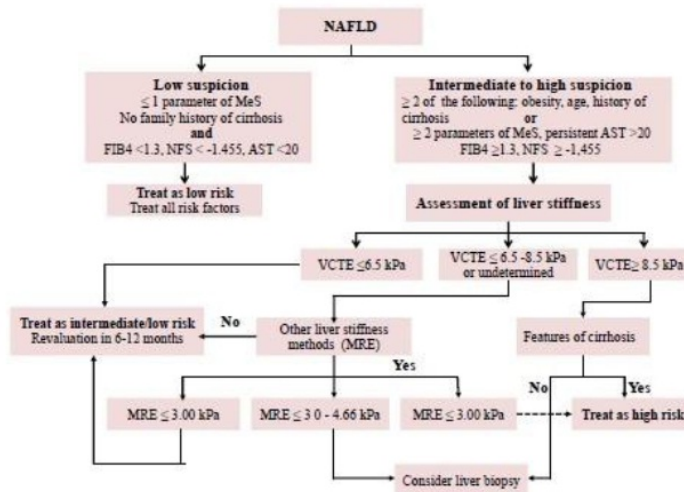 NAFLD
Low suspicion
≤ 1 parameter of MeS
No family history of cirrhosis
and
FIB4 <1.3, NFS < -1.455, AST <20
Intermediate to high suspicion
≥ 2 of the following: obesity, age, history of
cirrhosis or
≥ 2 parameters of MeS, persistent AST >20
FIB4 ≥1.3, NFS ≥ -1,455
Treat as low risk
Treat all risk factors
Assessment of liver stiffness
VCTE ≤6.5 kPa
VCTE ≤ 6.5 -8.5 kPa
or undetermined
VCTE≥ 8.5 kPa
Treat as intermediate/low risk
Revaluation in 6-12 months
No
Other liver stiffness
methods (MRE)
Features of cirrhosis
Yes
No
Yes
MRE ≤ 3.00 kPa
MRE ≤ 3 0 - 4.66 kPa
MRE ≤ 3.00 kPa
Treat as high risk
Consider liver biopsy